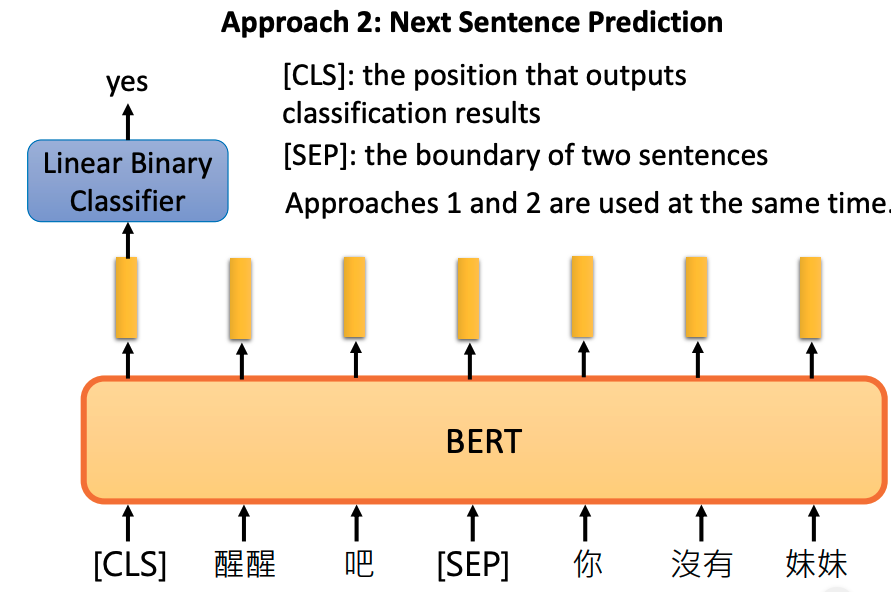 Approach 2: Next Sentence Prediction
yes
[CLS]: the position that outputs
classification results
Linear Binary
Classifier
[SEP]: the boundary of two sentences
Approaches 1 and 2 are used at the same time.
BERT
[CLS] 醒醒 吧 [SEP] 你 沒有 妹妹